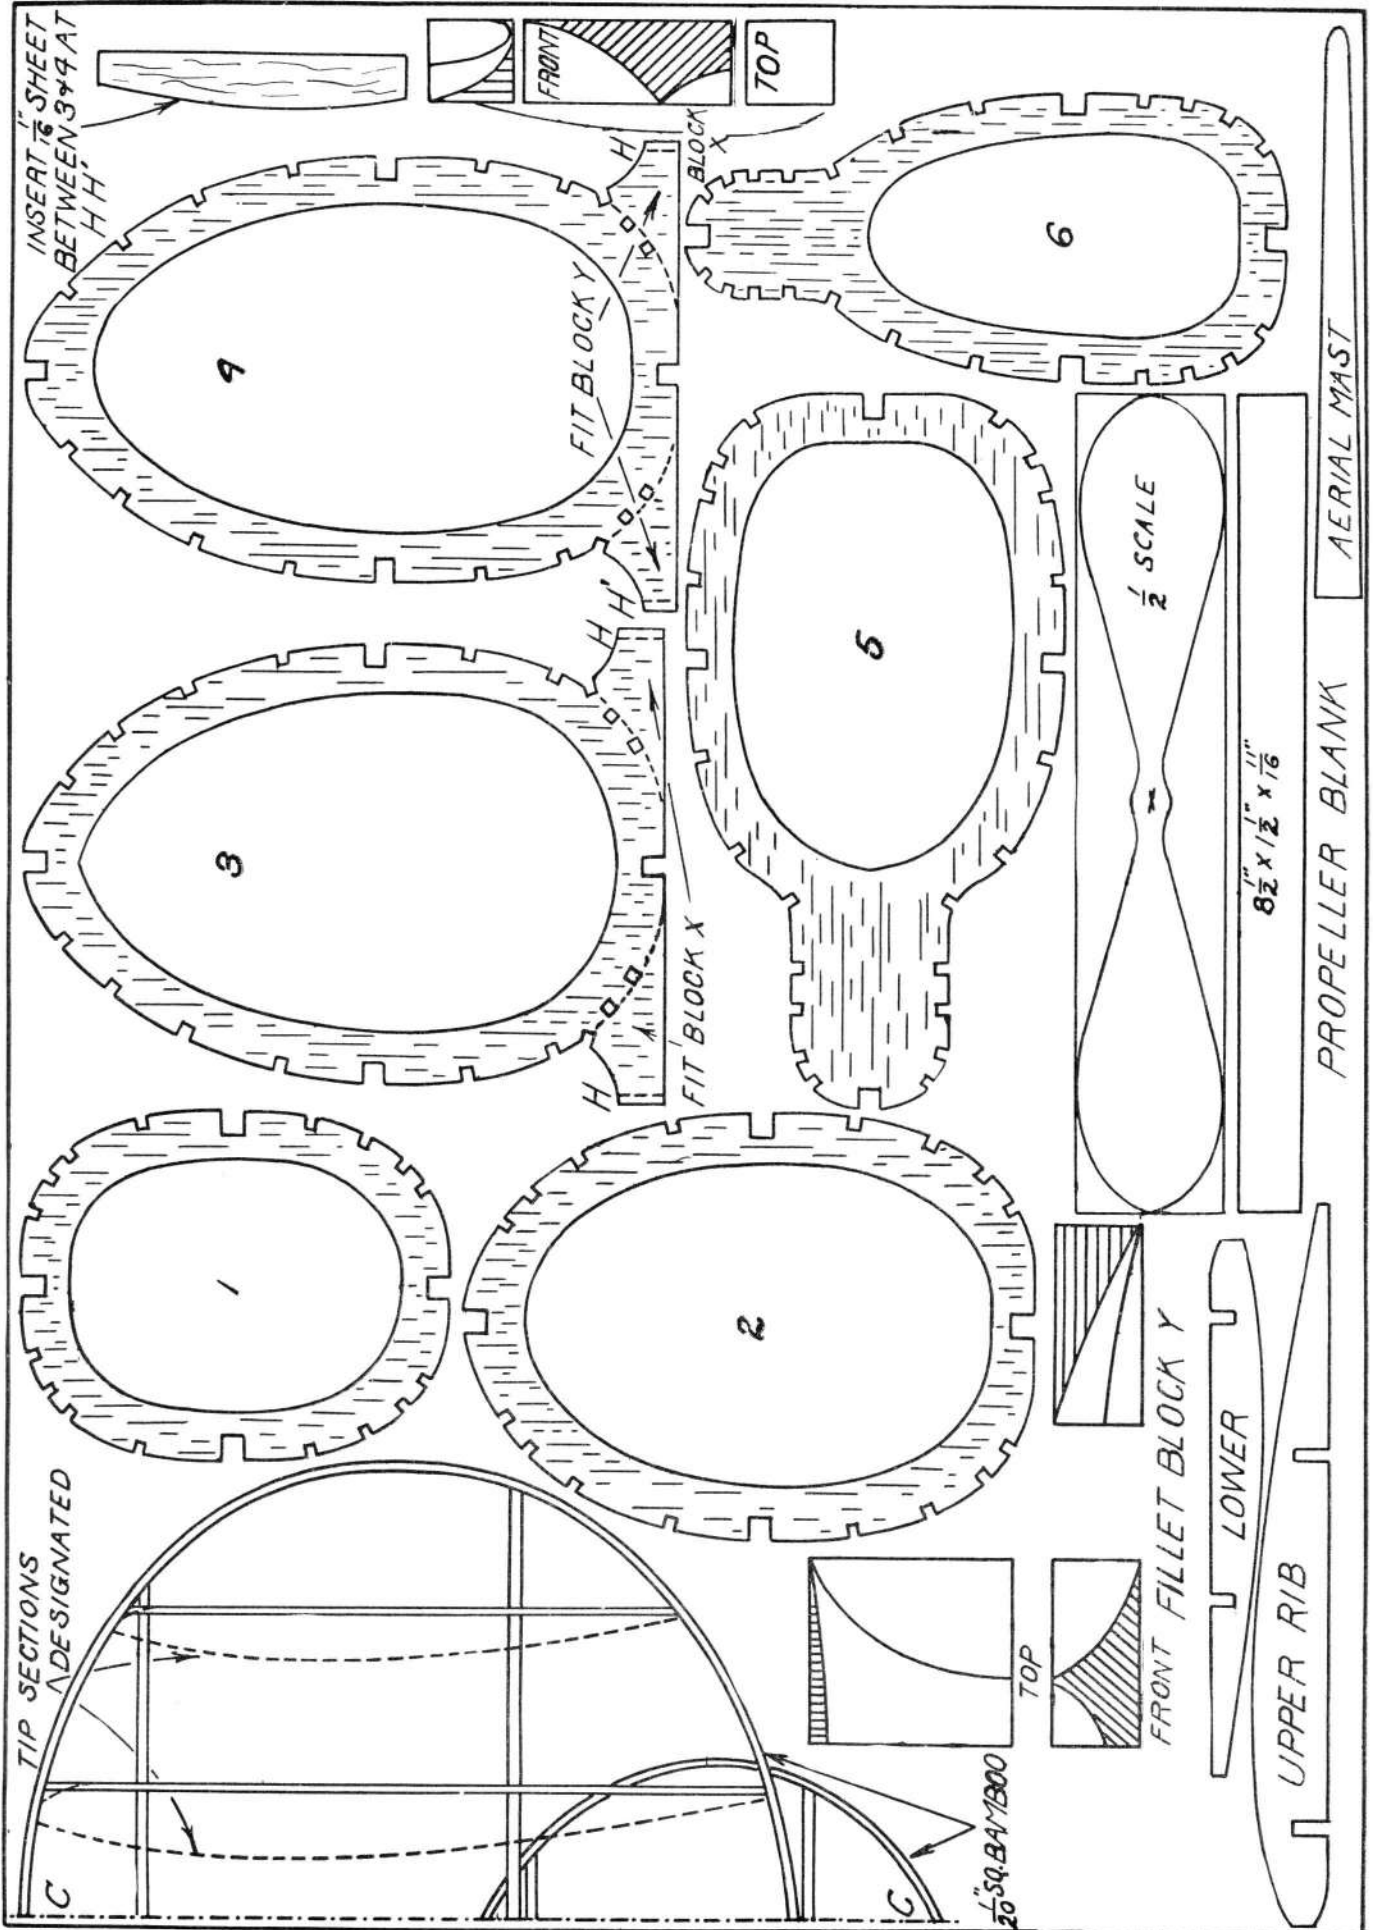 TIP SECTIONS
DESIGNATED
C
C
1/20" SQ. BAMBOO
1
2
3
4
5
6
INSERT 1/16" SHEET
BETWEEN 3 & 4 AT
H H'
H
H
H'
H'
FIT BLOCK X
FIT BLOCK Y
BLOCK
X
FRONT
TOP
TOP
FRONT FILLET BLOCK Y
LOWER
UPPER RIB
1/2 SCALE
8 1/2" X 1 1/2" X 11/16"
PROPELLER BLANK
AERIAL MAST